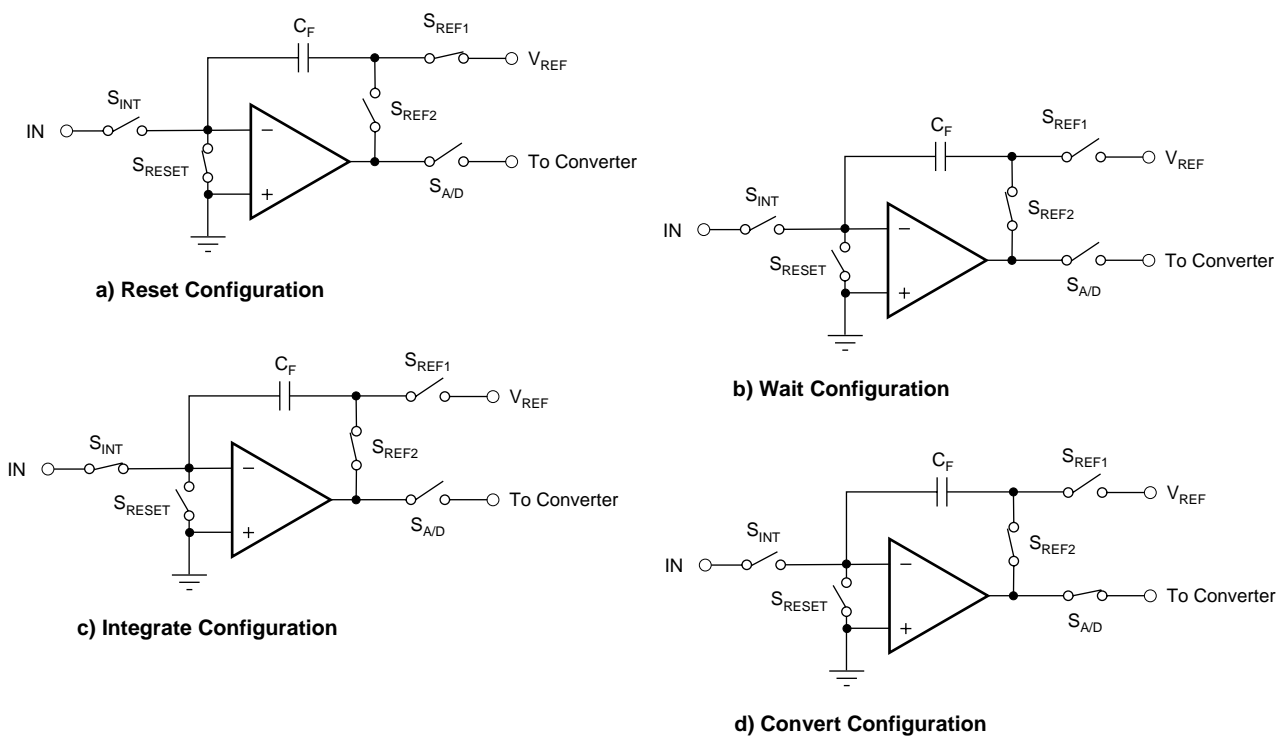 C_F
S_REF1
V_REF
S_INT
IN
−
S_REF2
S_RESET
To Converter
+
S_A/D
a) Reset Configuration
C_F
S_REF1
V_REF
S_INT
IN
−
S_REF2
S_RESET
To Converter
+
S_A/D
b) Wait Configuration
C_F
S_REF1
V_REF
S_INT
IN
−
S_REF2
S_RESET
To Converter
+
S_A/D
c) Integrate Configuration
C_F
S_REF1
V_REF
S_INT
IN
−
S_REF2
S_RESET
To Converter
+
S_A/D
d) Convert Configuration